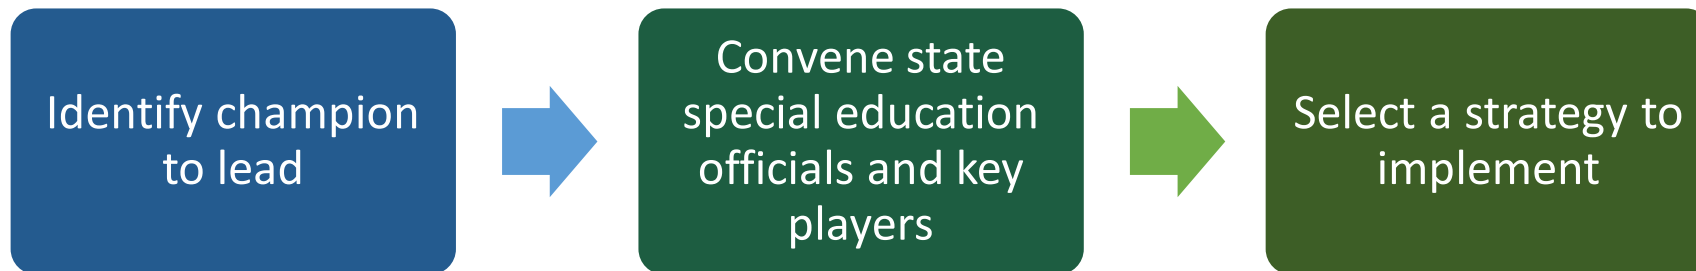 Identify champion
to lead
Convene state
special education
officials and key
players
Select a strategy to
implement